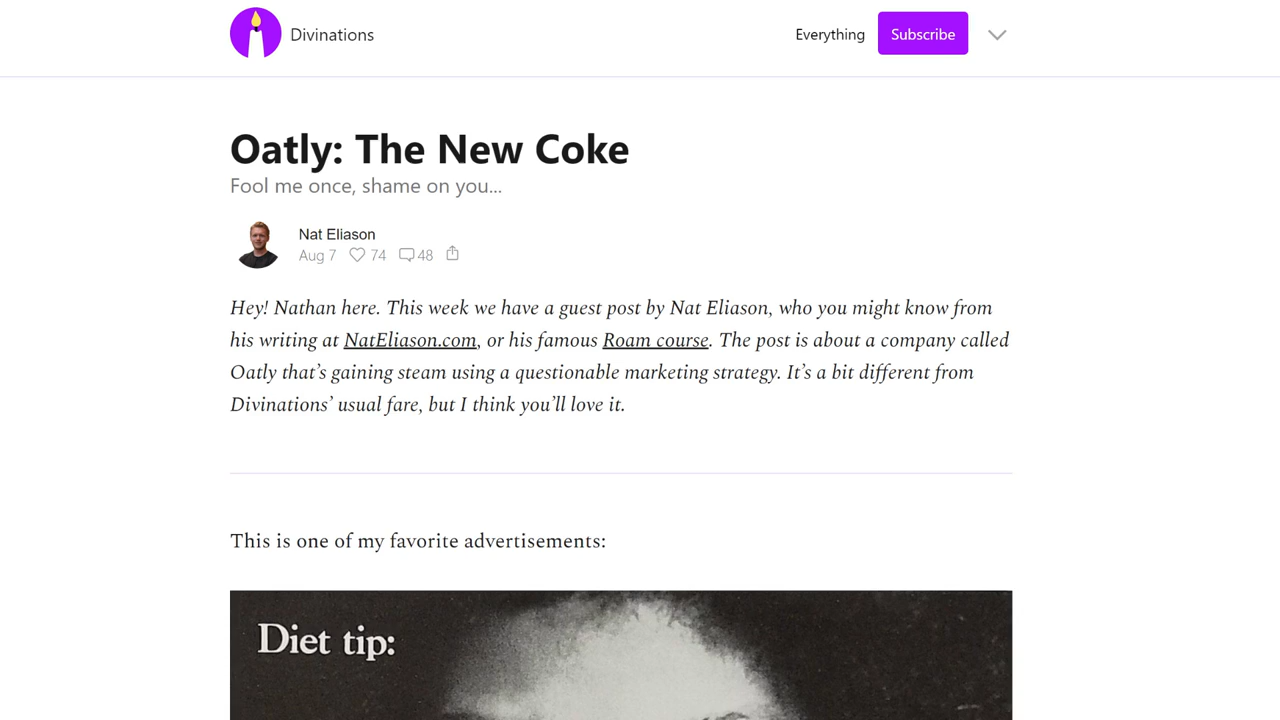 Divinations
Everything
Subscribe
Oatly: The New Coke
Fool me once, shame on you...
Nat Eliason
Aug 7 74 48
Hey! Nathan here. This week we have a guest post by Nat Eliason, who you might know from
his writing at NatEliason.com, or his famous Roam course. The post is about a company called
Oatly that’s gaining steam using a questionable marketing strategy. It’s a bit different from
Divinations’ usual fare, but I think you’ll love it.
This is one of my favorite advertisements:
Diet tip: